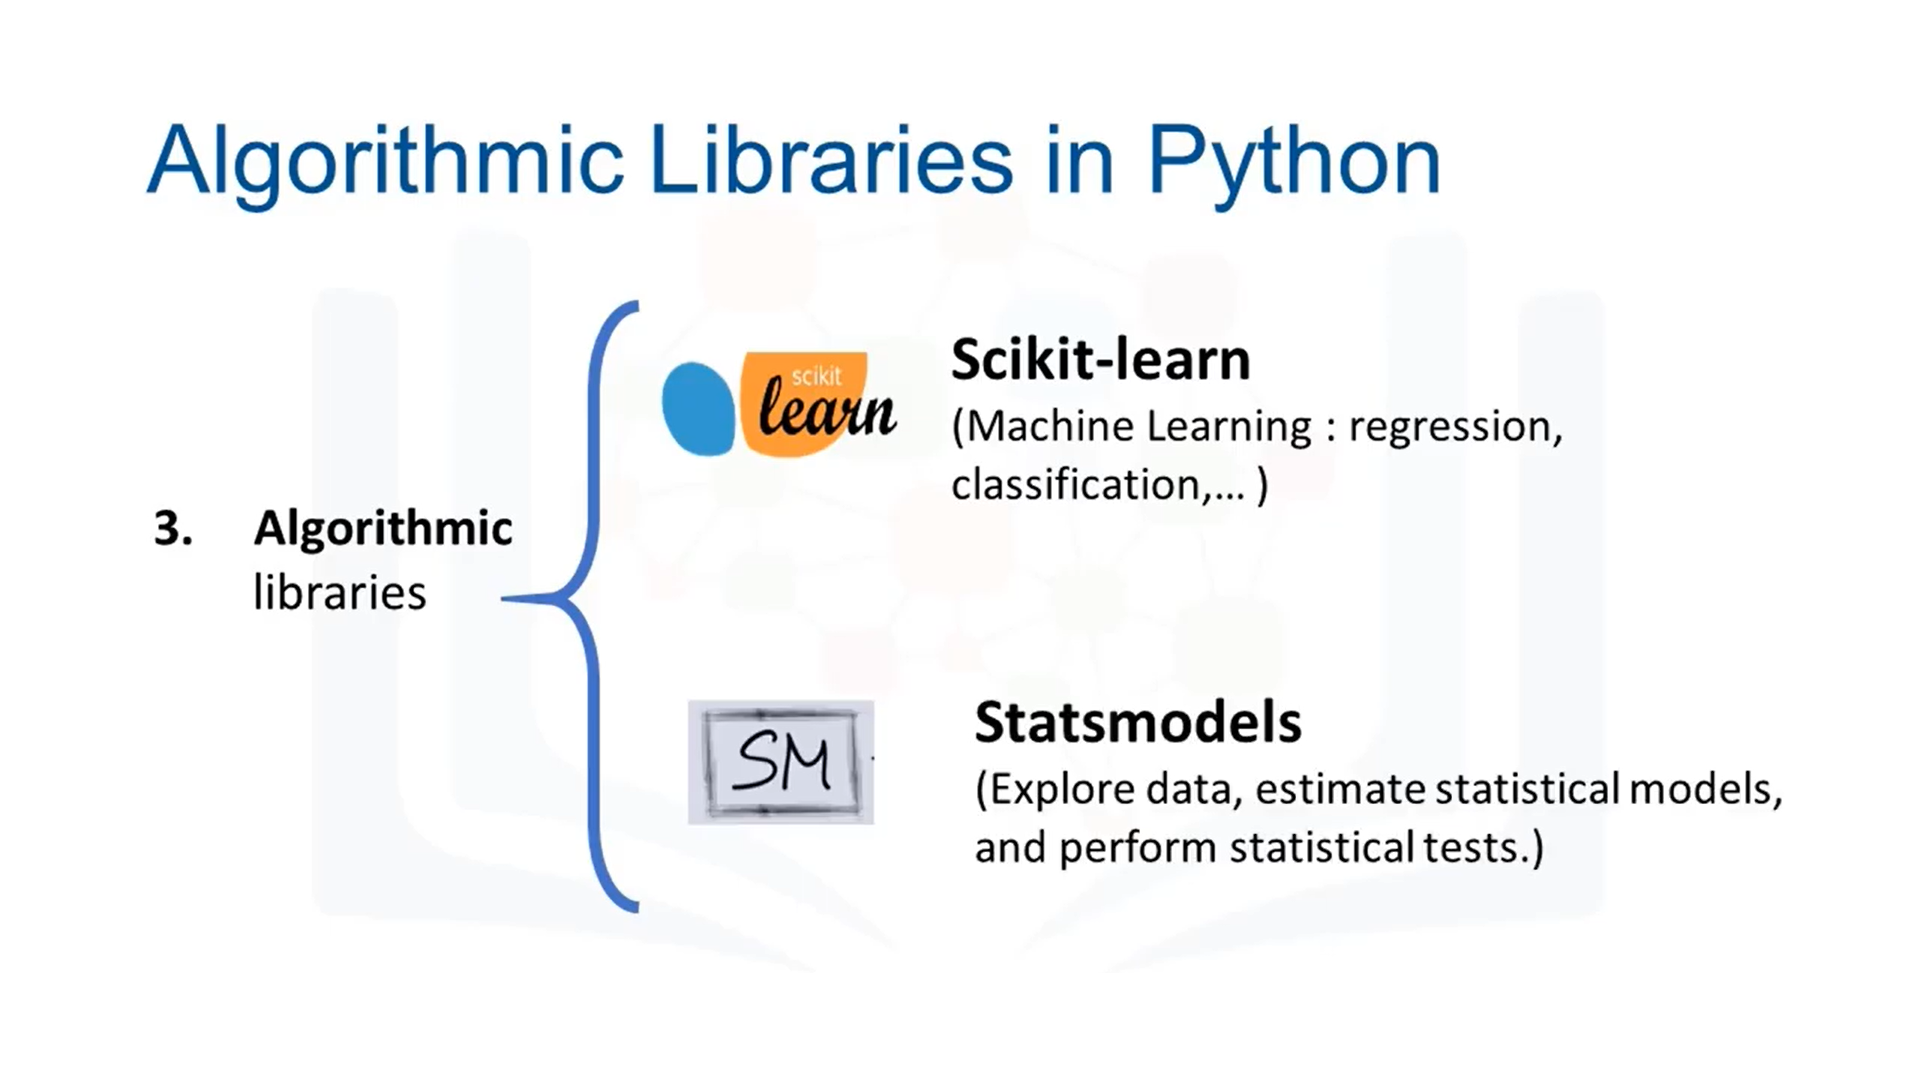 Algorithmic Libraries in Python
3. Algorithmic
libraries
scikit
learn
Scikit-learn
(Machine Learning : regression,
classification,... )
SM
Statsmodels
(Explore data, estimate statistical models,
and perform statistical tests.)